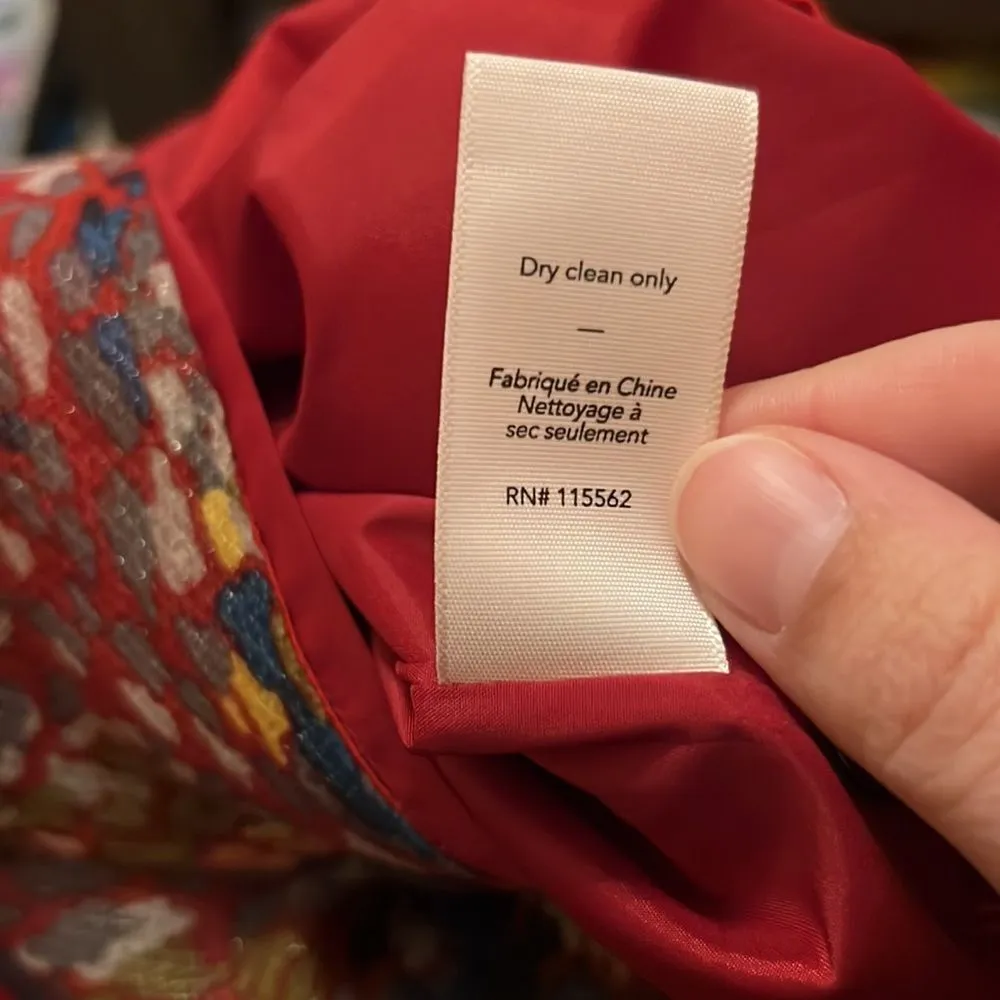 Dry clean only
—
Fabriqué en Chine
Nettoyage à
sec seulement
RN# 115562